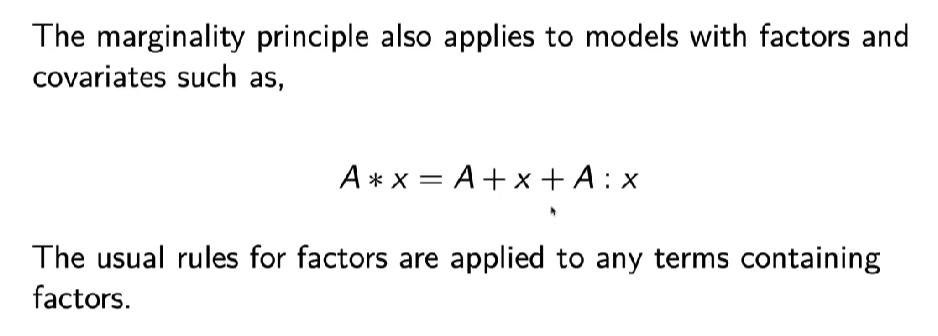 The marginality principle also applies to models with factors and
covariates such as,
A ∗ x = A + x + A : x
The usual rules for factors are applied to any terms containing
factors.